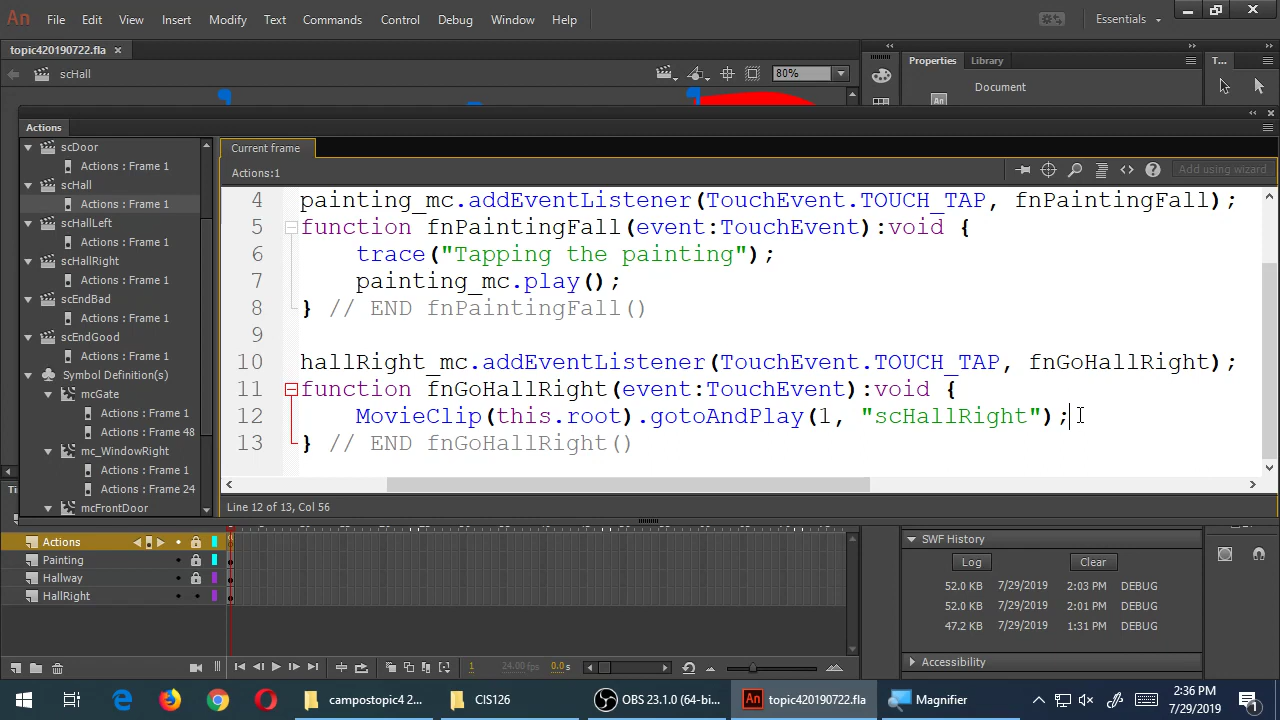 An File Edit View Insert Modify Text Commands Control Debug Window Help Essentials
topic420190722.fla × Properties Library T...
scHall 80% Document
An
Actions
scDoor Current frame
Actions : Frame 1 Actions:1 Add using wizard
scHall
Actions : Frame 1
scHallLeft
Actions : Frame 1
scHallRight
Actions : Frame 1
scEndBad
Actions : Frame 1
scEndGood
Actions : Frame 1
Symbol Definition(s)
mcGate
Actions : Frame 1
Actions : Frame 48
mc_WindowRight
Actions : Frame 1
Actions : Frame 24
mcFrontDoor
4 painting_mc.addEventListener(TouchEvent.TOUCH_TAP, fnPaintingFall);
5 function fnPaintingFall(event:TouchEvent):void {
6 trace("Tapping the painting");
7 painting_mc.play();
8 } // END fnPaintingFall()
9
10 hallRight_mc.addEventListener(TouchEvent.TOUCH_TAP, fnGoHallRight);
11 function fnGoHallRight(event:TouchEvent):void {
12 MovieClip(this.root).gotoAndPlay(1, "scHallRight");
13 } // END fnGoHallRight()
Line 12 of 13, Col 56
Actions
Painting
Hallway
HallRight
1 24.00 fps 0.0 s
SWF History
Log Clear
52.0 KB 7/29/2019 2:03 PM DEBUG
52.0 KB 7/29/2019 2:01 PM DEBUG
47.2 KB 7/29/2019 1:31 PM DEBUG
Accessibility
campostopic4 2... CIS126 OBS 23.1.0 (64-bi... An topic420190722.fla Magnifier
2:36 PM
7/29/2019 1